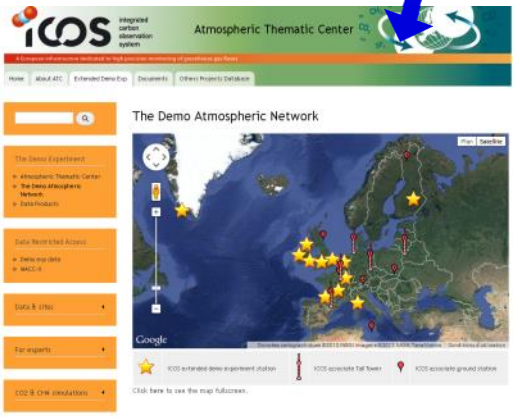 ICOS
integrated
carbon
observation
system
Atmospheric Thematic Center
A European infrastructure dedicated to high precision monitoring of greenhouse gas fluxes
Home
About ATC
Extended Demo Exp
Documents
Others Projects Database
The Demo Atmospheric Network
The Demo Experiment
Atmospheric Thematic Center
The Demo Atmospheric
Network
Data Products
Data Restricted Access
Demo exp data
MACC-II
Data & sites
For experts
CO2 & CH4 simulations
Plan
Satellite
Google
ICOS extended demo experiment station
ICOS associate Tall Tower
ICOS associate ground station
Click here to see the map fullscreen.